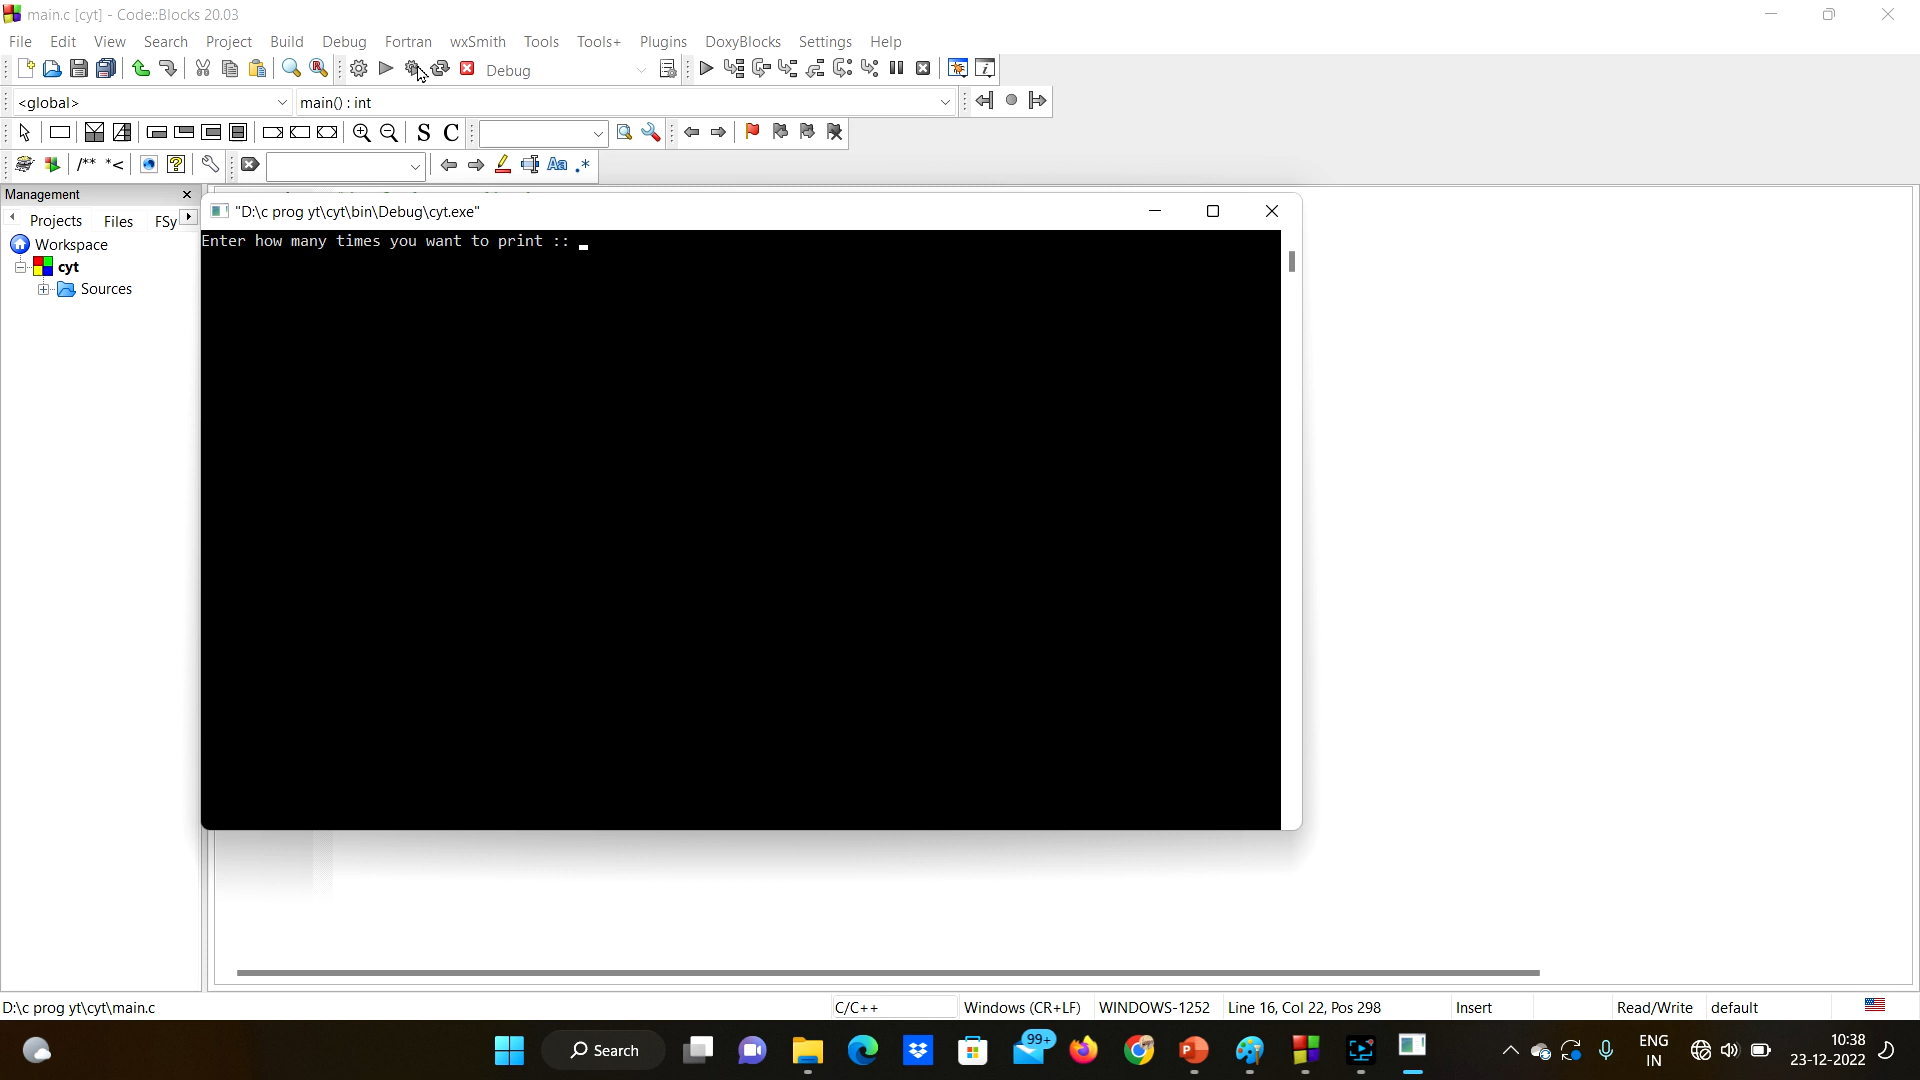 main.c [cyt] - Code::Blocks 20.03
File Edit View Search Project Build Debug Fortran wxSmith Tools Tools+ Plugins DoxyBlocks Settings Help
Debug
<global> main() : int
S C
/** *< Aa .*
Management
Projects Files FSy
"D:\c prog yt\cyt\bin\Debug\cyt.exe"
Enter how many times you want to print ::
Workspace
cyt
Sources
D:\c prog yt\cyt\main.c C/C++ Windows (CR+LF) WINDOWS-1252 Line 16, Col 22, Pos 298 Insert Read/Write default
Search
99+
ENG
IN
10:38
23-12-2022